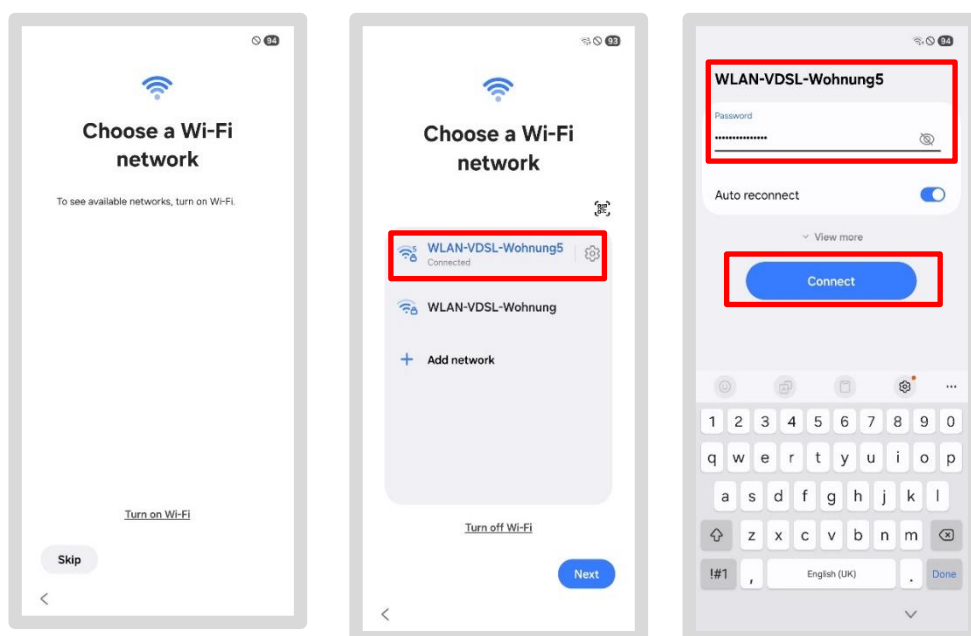 94
Choose a Wi-Fi
network
To see available networks, turn on Wi-Fi.
Turn on Wi-Fi
Skip
93
Choose a Wi-Fi
network
5
WLAN-VDSL-Wohnung5
Connected
WLAN-VDSL-Wohnung
+ Add network
Turn off Wi-Fi
Next
94
WLAN-VDSL-Wohnung5
Password
•••••••••••••••
Auto reconnect
View more
Connect
...
1 2 3 4 5 6 7 8 9 0
q w e r t y u i o p
a s d f g h j k l
z x c v b n m
!#1 , English (UK) . Done